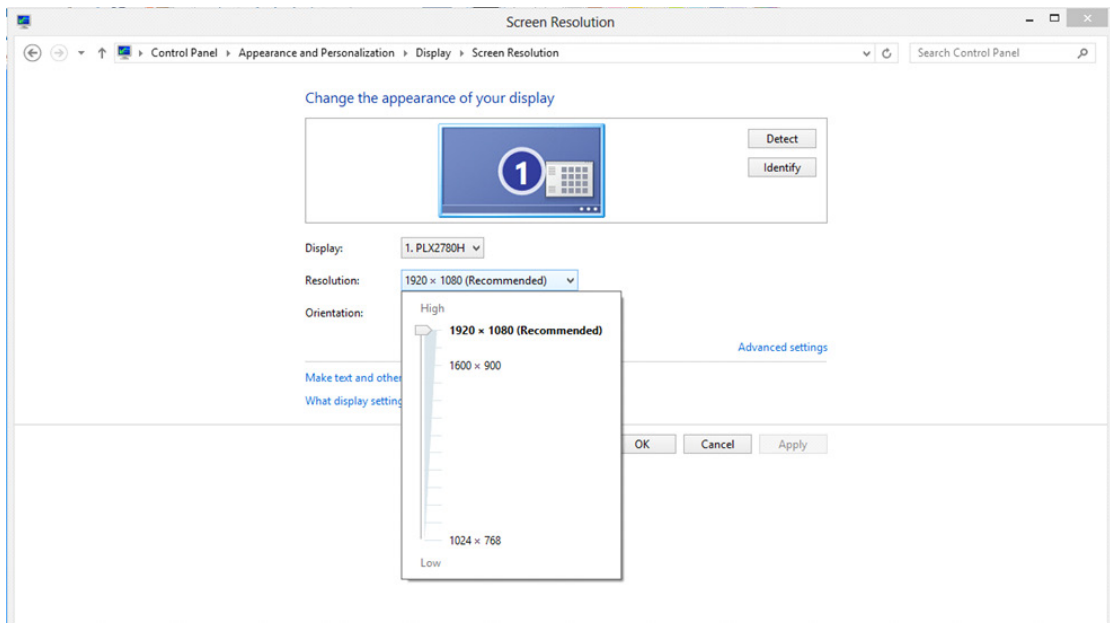 Screen Resolution
Control Panel Appearance and Personalization Display Screen Resolution
Search Control Panel
Change the appearance of your display
1
Detect
Identify
Display: 1. PLX2780H
Resolution: 1920 × 1080 (Recommended)
Orientation:
High
1920 × 1080 (Recommended)
1600 × 900
1024 × 768
Low
Advanced settings
Make text and other
What display setting
OK Cancel Apply